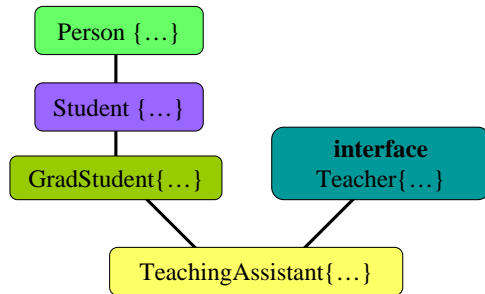 Person {…}
Student {…}
GradStudent{…}
interface
Teacher{…}
TeachingAssistant{…}